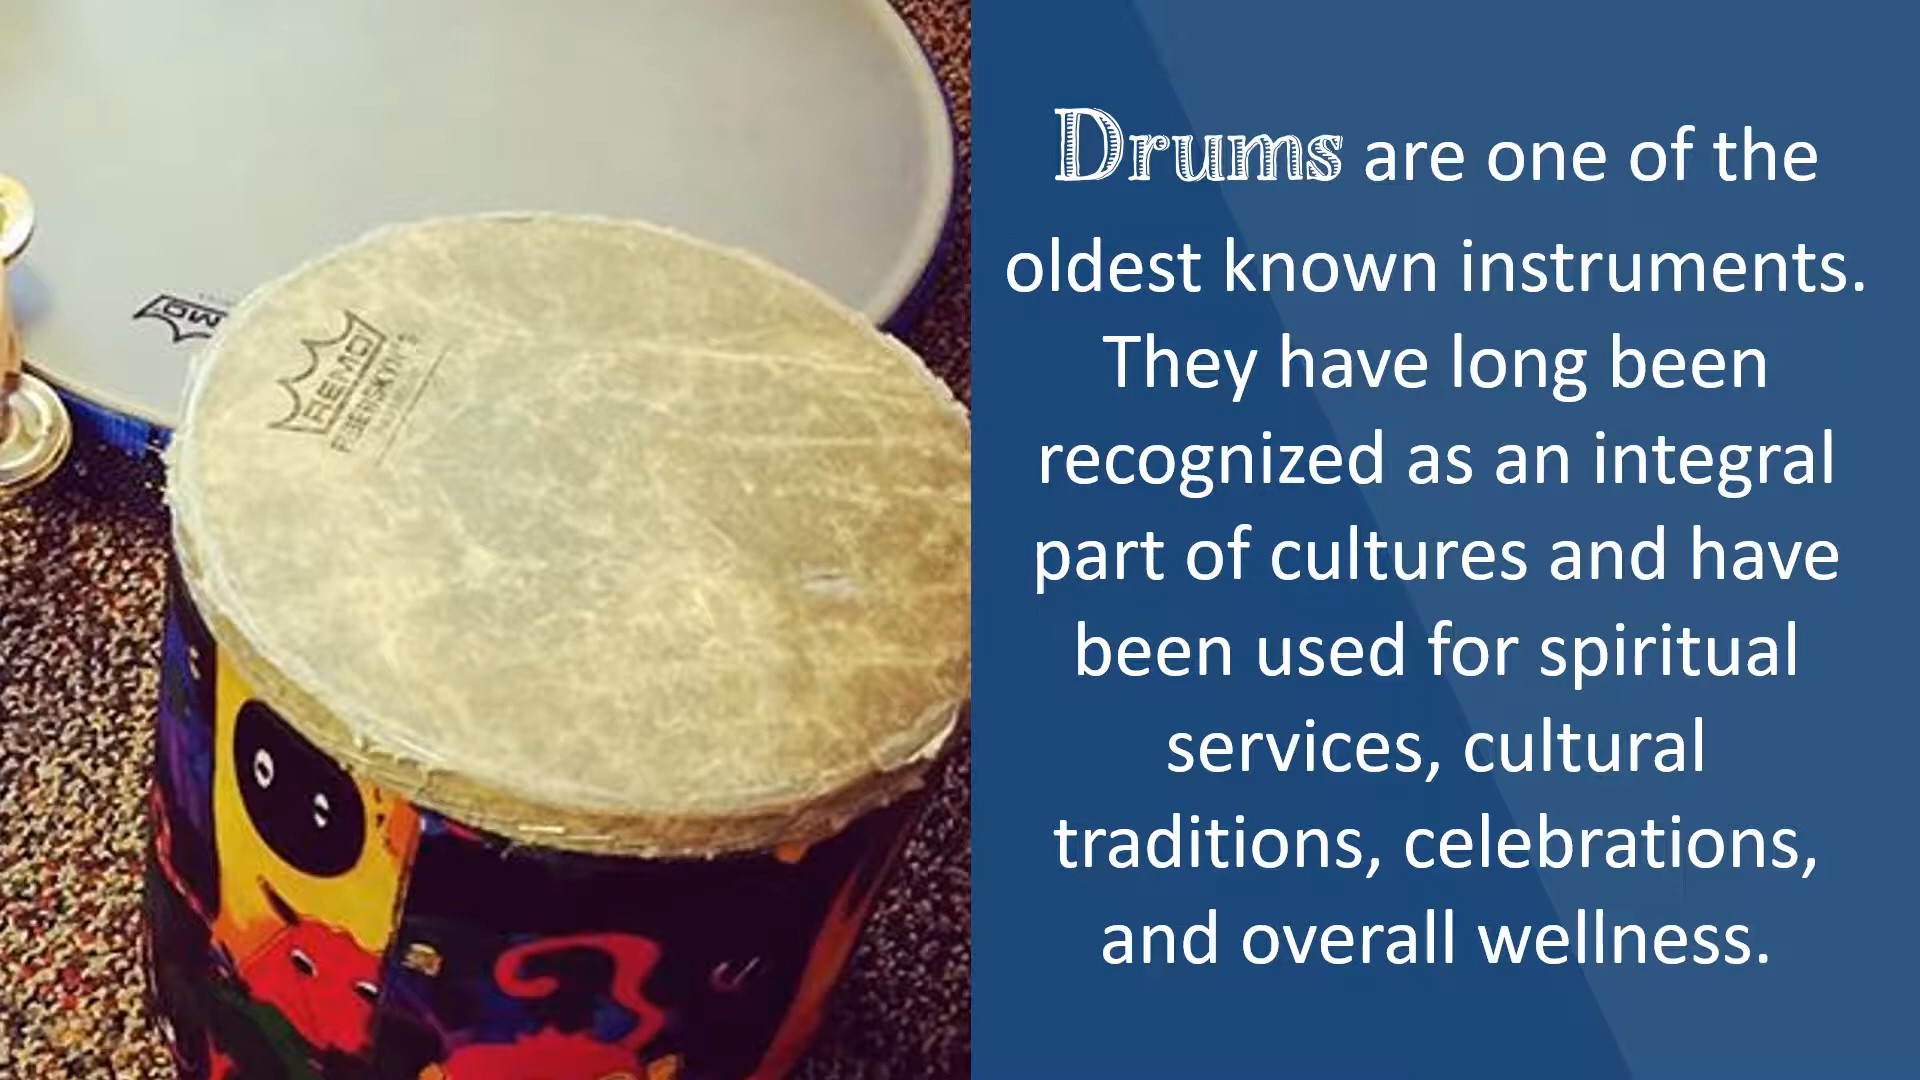 Drums are one of the
oldest known instruments.
They have long been
recognized as an integral
part of cultures and have
been used for spiritual
services, cultural
traditions, celebrations,
and overall wellness.
REMO
FIBERSKYN